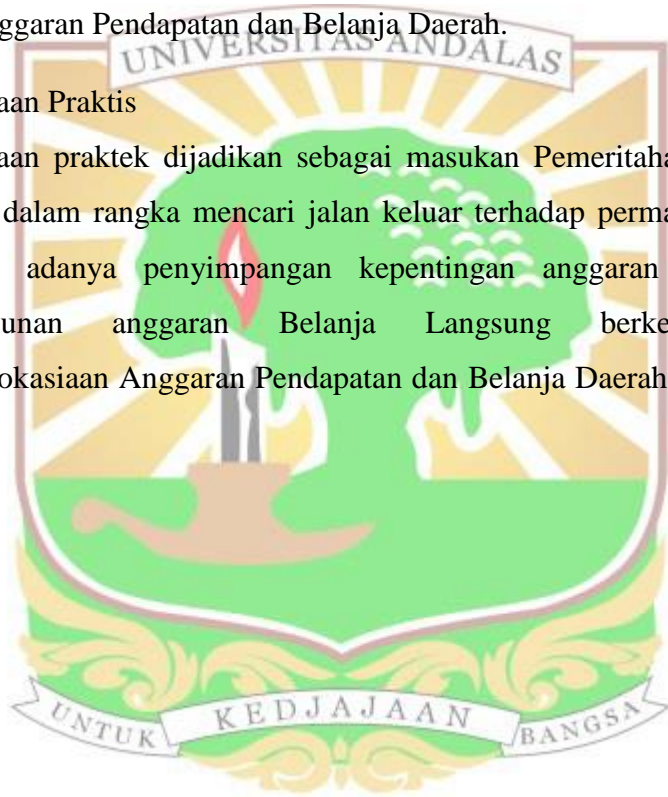 ggaran Pendapatan dan Belanja Daerah.
UNIVERSITAS ANDALAS
aan Praktis
aan praktek dijadikan sebagai masukan Pemeritaha
dalam rangka mencari jalan keluar terhadap perma
adanya penyimpangan kepentingan anggaran
unan anggaran Belanja Langsung berke
okasiaan Anggaran Pendapatan dan Belanja Daerah
UNTUK KEDJAJAAN BANGSA